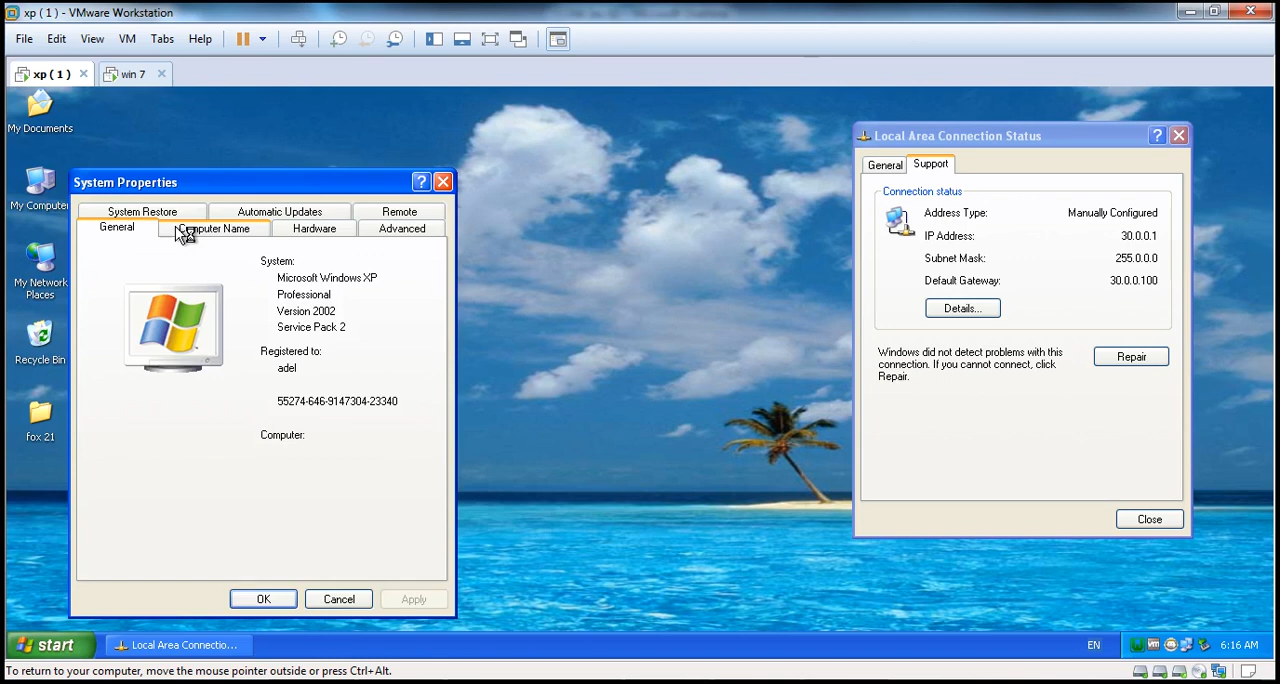 xp ( 1 ) - VMware Workstation
File Edit View VM Tabs Help
xp ( 1 )
win 7
My Documents
My Computer
My Network
Places
Recycle Bin
fox 21
System Properties
System Restore Automatic Updates Remote
General Computer Name Hardware Advanced
System:
Microsoft Windows XP
Professional
Version 2002
Service Pack 2
Registered to:
adel
55274-646-9147304-23340
Computer:
OK Cancel Apply
Local Area Connection Status
General Support
Connection status
Address Type: Manually Configured
IP Address: 30.0.0.1
Subnet Mask: 255.0.0.0
Default Gateway: 30.0.0.100
Details...
Windows did not detect problems with this
connection. If you cannot connect, click
Repair.
Repair
Close
start
Local Area Connectio...
EN
6:16 AM
To return to your computer, move the mouse pointer outside or press Ctrl+Alt.